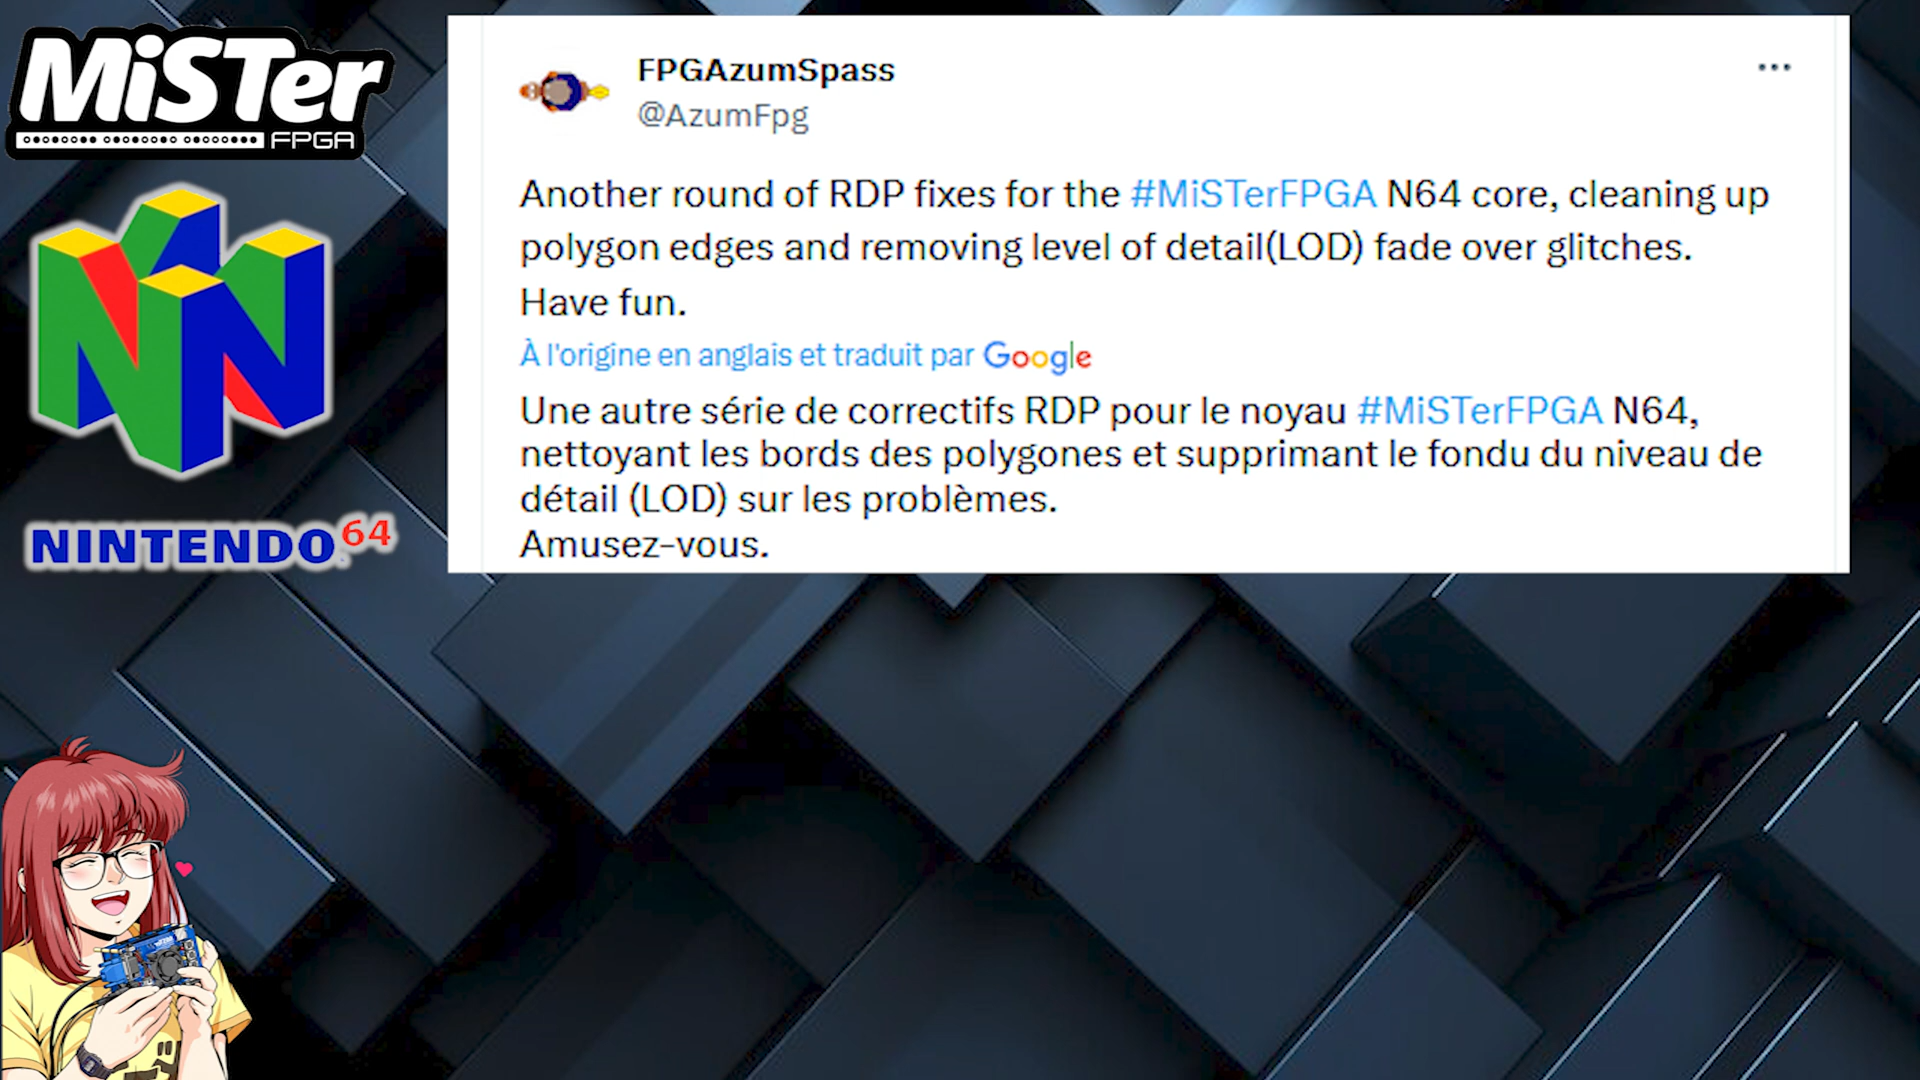 MiSTer
FPGA
NINTENDO 64
FPGAzumSpass
@AzumFpg
Another round of RDP fixes for the #MiSTerFPGA N64 core, cleaning up
polygon edges and removing level of detail(LOD) fade over glitches.
Have fun.
À l'origine en anglais et traduit par Google
Une autre série de correctifs RDP pour le noyau #MiSTerFPGA N64,
nettoyant les bords des polygones et supprimant le fondu du niveau de
détail (LOD) sur les problèmes.
Amusez-vous.